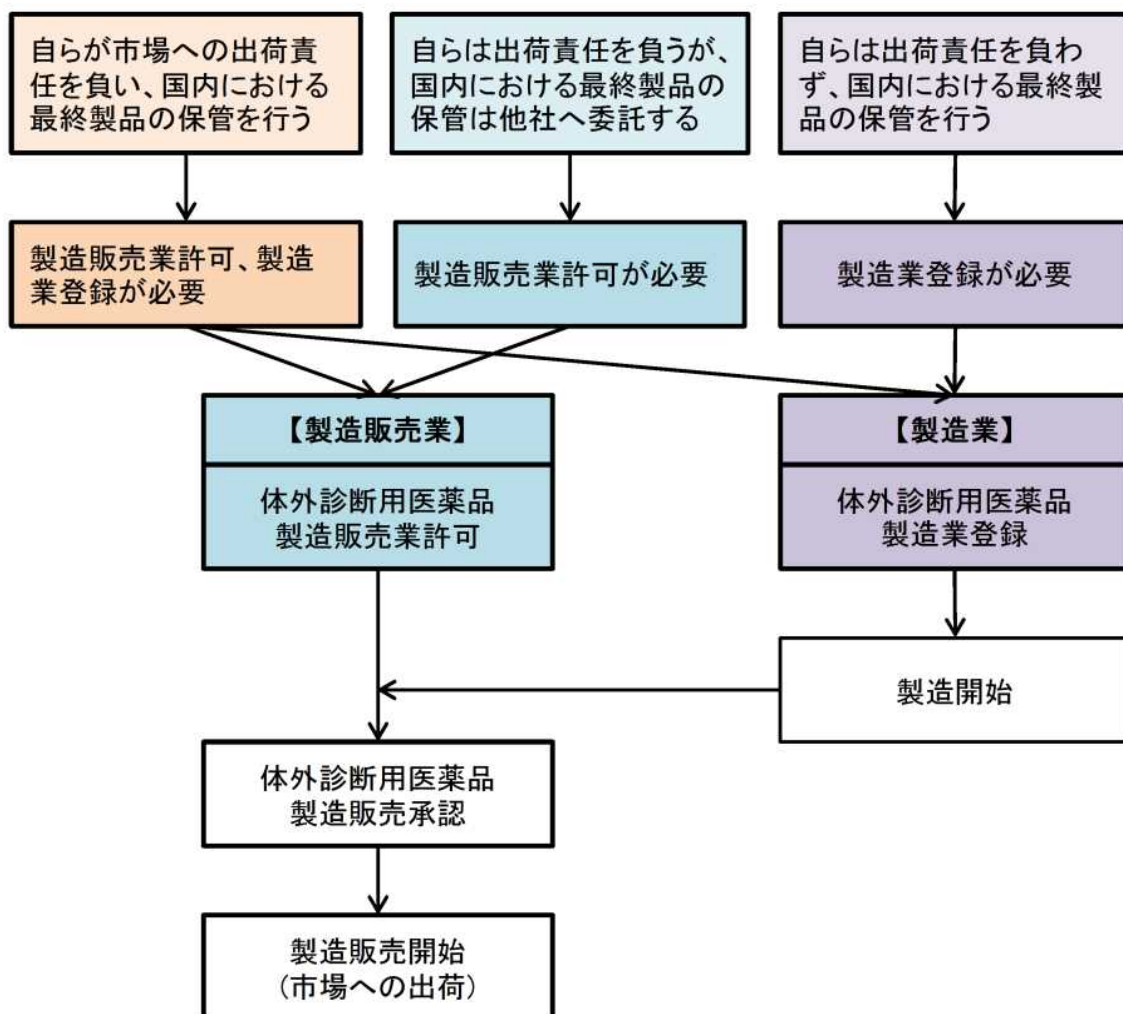 自らが市場への出荷責
任を負い、国内における
最終製品の保管を行う
自らは出荷責任を負うが、
国内における最終製品の
保管は他社へ委託する
自らは出荷責任を負わ
ず、国内における最終製
品の保管を行う
製造販売業許可、製造
業登録が必要
製造販売業許可が必要
製造業登録が必要
【製造販売業】
体外診断用医薬品
製造販売業許可
【製造業】
体外診断用医薬品
製造業登録
製造開始
体外診断用医薬品
製造販売承認
製造販売開始
(市場への出荷)